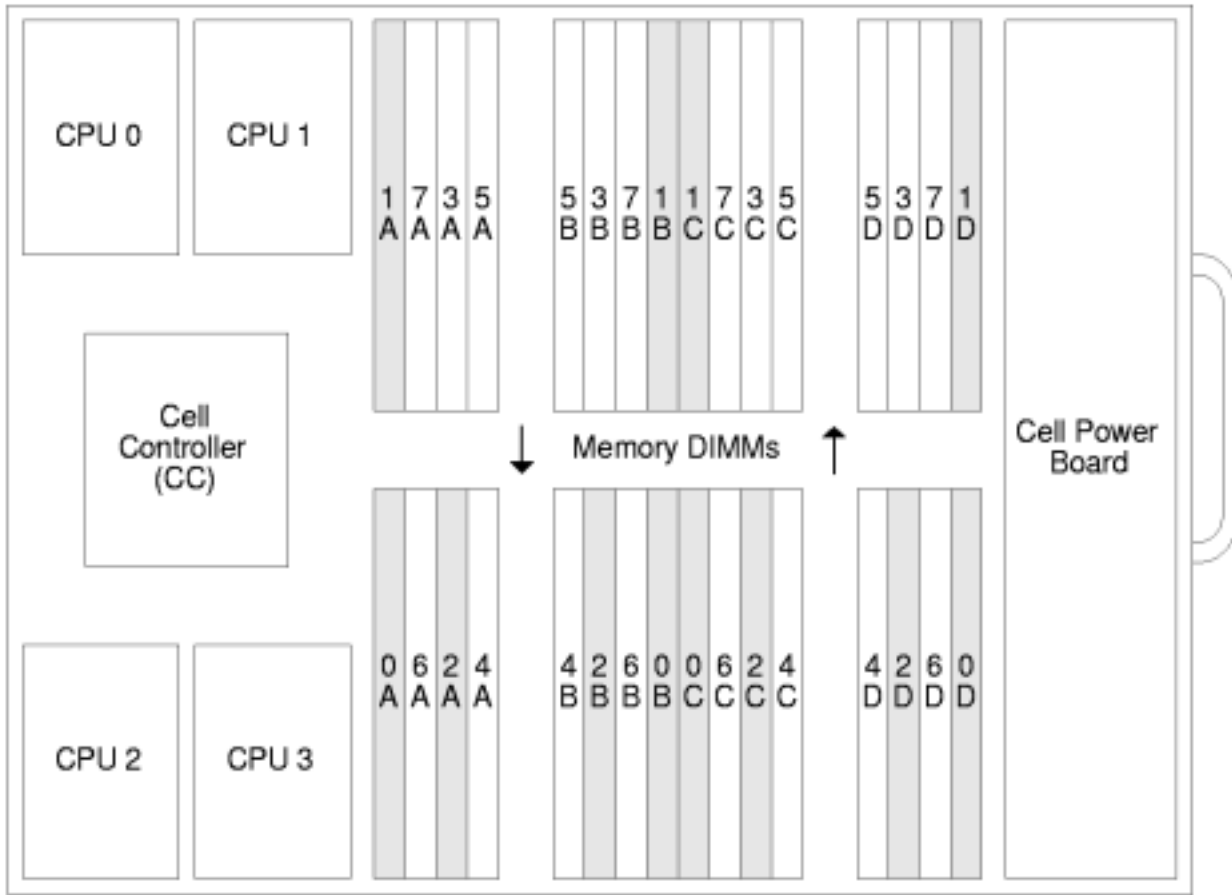 CPU 0
CPU 1
1 7 3 5
A A A A
5 3 7 1 1 7 3 5
B B B B C C C C
5 3 7 1
D D D D
Cell
Controller
(CC)
Memory DIMMs
Cell Power
Board
CPU 2
CPU 3
0 6 2 4
A A A A
4 2 6 0 0 6 2 4
B B B B C C C C
4 2 6 0
D D D D